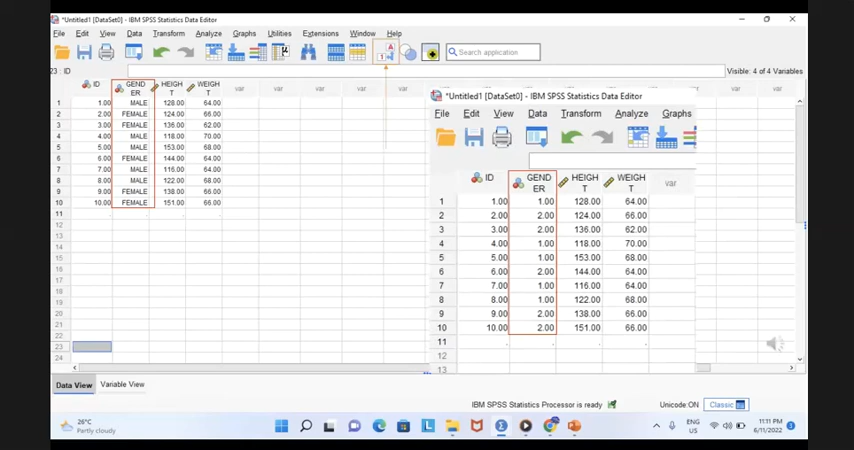 *Untitled1 [DataSet0] - IBM SPSS Statistics Data Editor
File Edit View Data Transform Analyze Graphs Utilities Extensions Window Help
Search application
23 : ID
Visible: 4 of 4 Variables
ID GENDER HEIGHT WEIGHT var var var var var var var
1 1.00 MALE 128.00 64.00
2 2.00 FEMALE 124.00 66.00
3 3.00 FEMALE 136.00 62.00
4 4.00 MALE 118.00 70.00
5 5.00 MALE 153.00 68.00
6 6.00 FEMALE 144.00 64.00
7 7.00 MALE 116.00 64.00
8 8.00 MALE 122.00 68.00
9 9.00 FEMALE 138.00 66.00
10 10.00 FEMALE 151.00 66.00
11
12
13
14
15
16
17
18
19
20
21
22
23
24
*Untitled1 [DataSet0] - IBM SPSS Statistics Data Editor
File Edit View Data Transform Analyze Graphs
ID GENDER HEIGHT WEIGHT var
1 1.00 1.00 128.00 64.00
2 2.00 2.00 124.00 66.00
3 3.00 2.00 136.00 62.00
4 4.00 1.00 118.00 70.00
5 5.00 1.00 153.00 68.00
6 6.00 2.00 144.00 64.00
7 7.00 1.00 116.00 64.00
8 8.00 1.00 122.00 68.00
9 9.00 2.00 138.00 66.00
10 10.00 2.00 151.00 66.00
11
12
13
Data View Variable View
IBM SPSS Statistics Processor is ready Unicode:ON Classic
26°C
Partly cloudy
ENG
US
11:11 PM
6/11/2022